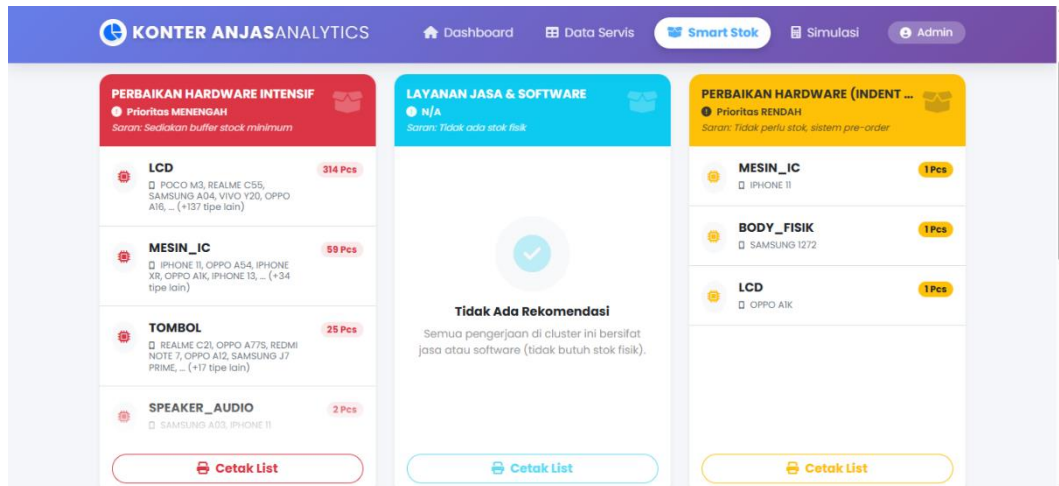 KONTER ANJASANALYTICS
Dashboard
Data Servis
Smart Stok
Simulasi
Admin
PERBAIKAN HARDWARE INTENSIF
Prioritas MENENGAH
Saran: Sediakan buffer stock minimum
LCD
314 Pcs
POCO M3, REALME C55,
SAMSUNG A04, VIVO Y20, OPPO
A16, ... (+137 tipe lain)
MESIN_IC
59 Pcs
IPHONE 11, OPPO A54, IPHONE
XR, OPPO A1K, IPHONE 13, ... (+34
tipe lain)
TOMBOL
25 Pcs
REALME C21, OPPO A77S, REDMI
NOTE 7, OPPO A12, SAMSUNG J7
PRIME, ... (+17 tipe lain)
SPEAKER_AUDIO
2 Pcs
SAMSUNG A03, IPHONE 11
Cetak List
LAYANAN JASA & SOFTWARE
N/A
Saran: Tidak ada stok fisik
Tidak Ada Rekomendasi
Semua pengerjaan di cluster ini bersifat
jasa atau software (tidak butuh stok fisik).
Cetak List
PERBAIKAN HARDWARE (INDENT ...
Prioritas RENDAH
Saran: Tidak perlu stok, sistem pre-order
MESIN_IC
1 Pcs
IPHONE 11
BODY_FISIK
1 Pcs
SAMSUNG 1272
LCD
1 Pcs
OPPO A1K
Cetak List